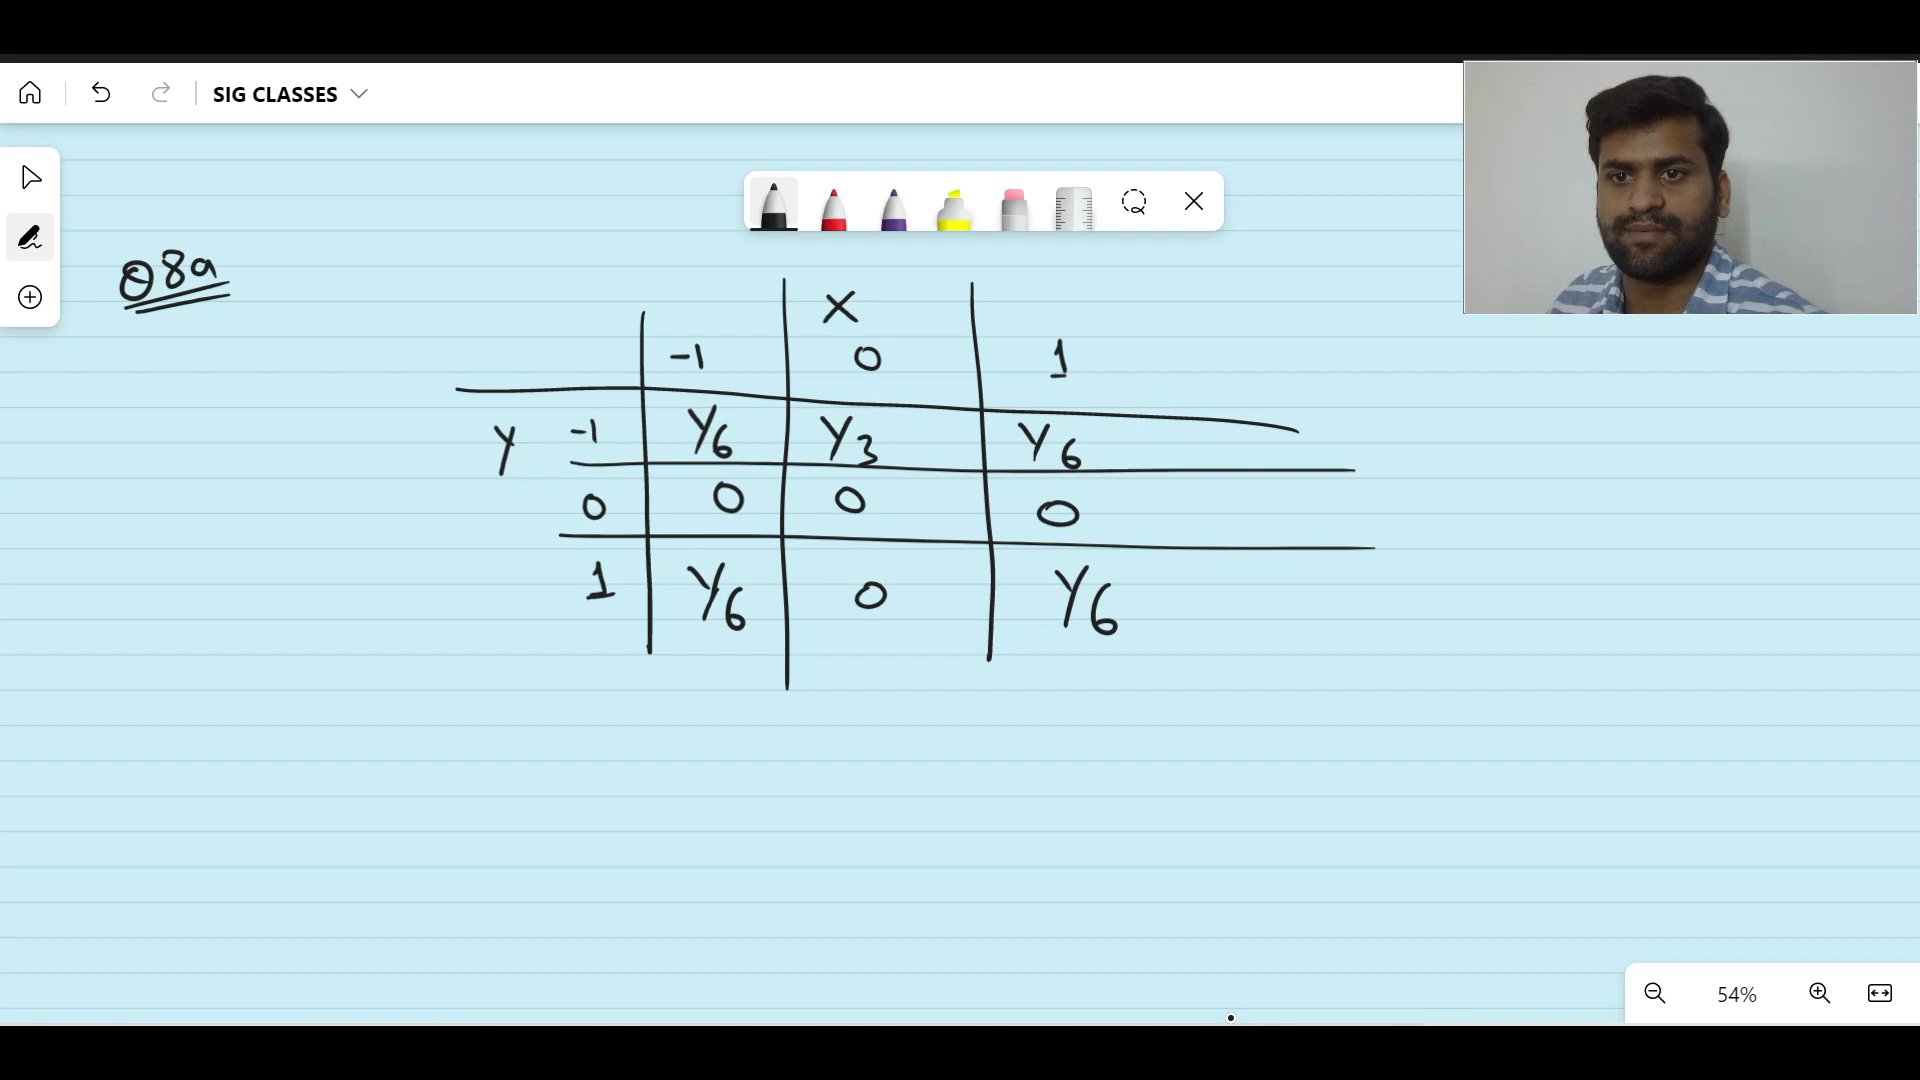 SIG CLASSES
Q8a
X
-1 0 1
Y -1 1/6 1/3 1/6
0 0 0 0
1 1/6 0 1/6
54%